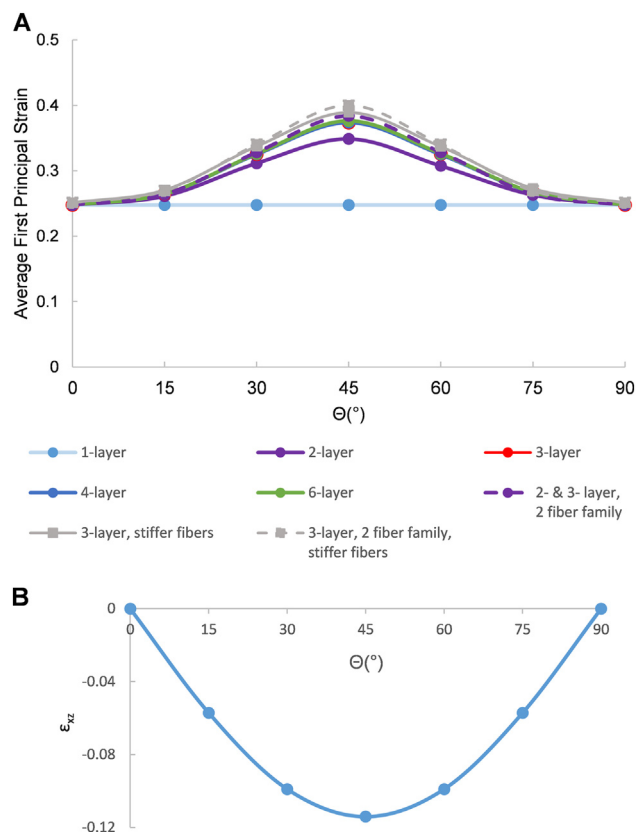 A
0.5
0.4
0.3
0.2
0.1
0
Average First Principal Strain
0 15 30 45 60 75 90
Θ(°)
1-layer 2-layer 3-layer
4-layer 6-layer 2- & 3- layer,
2 fiber family
3-layer, stiffer fibers 3-layer, 2 fiber family,
stiffer fibers
B
0
0 15 30 45 60 75 90
Θ(°)
-0.04
-0.08
-0.12
εxz